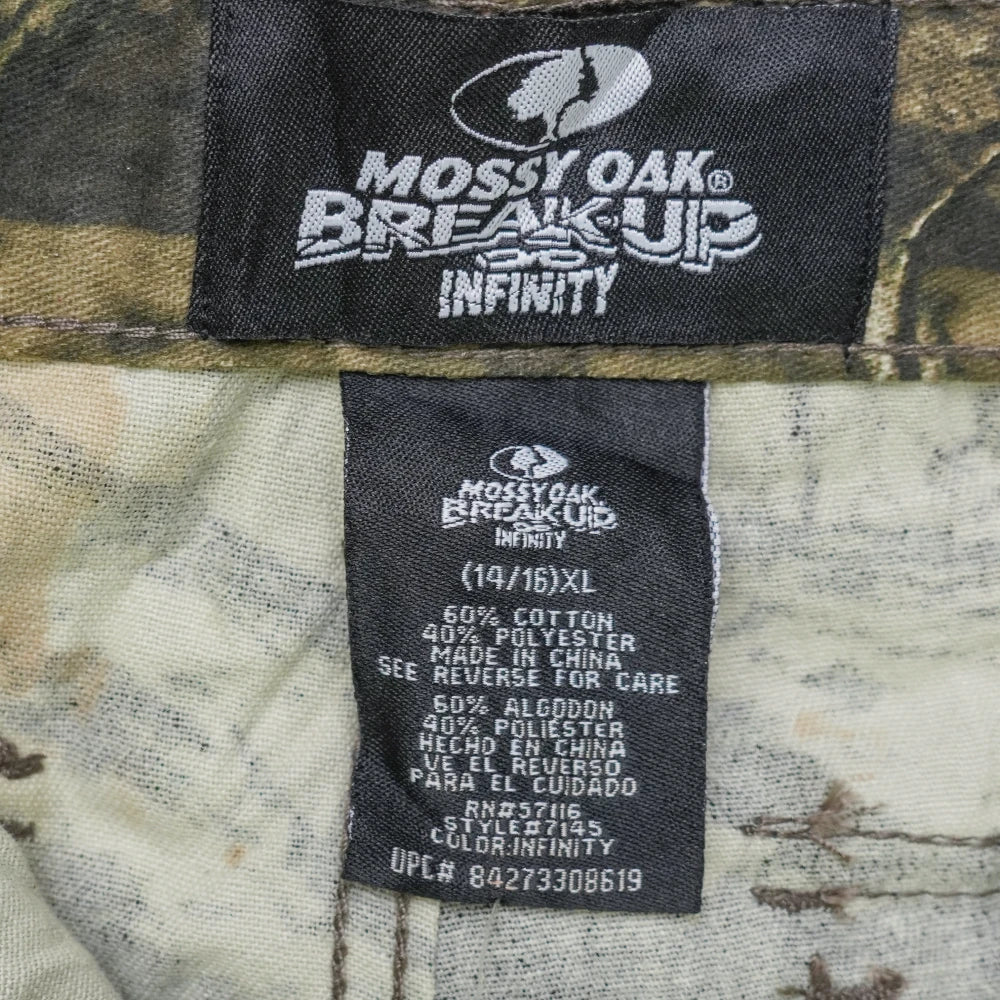 MOSSY OAK®
BREAK-UP
INFINITY
MOSSY OAK
BREAK-UP
INFINITY
(14/16)XL
60% COTTON
40% POLYESTER
MADE IN CHINA
SEE REVERSE FOR CARE
60% ALGODON
40% POLIÉSTER
HECHO EN CHINA
VE EL REVERSO
PARA EL CUIDADO
RN#57116
STYLE#7145
COLOR:INFINITY
UPC# 84273308619